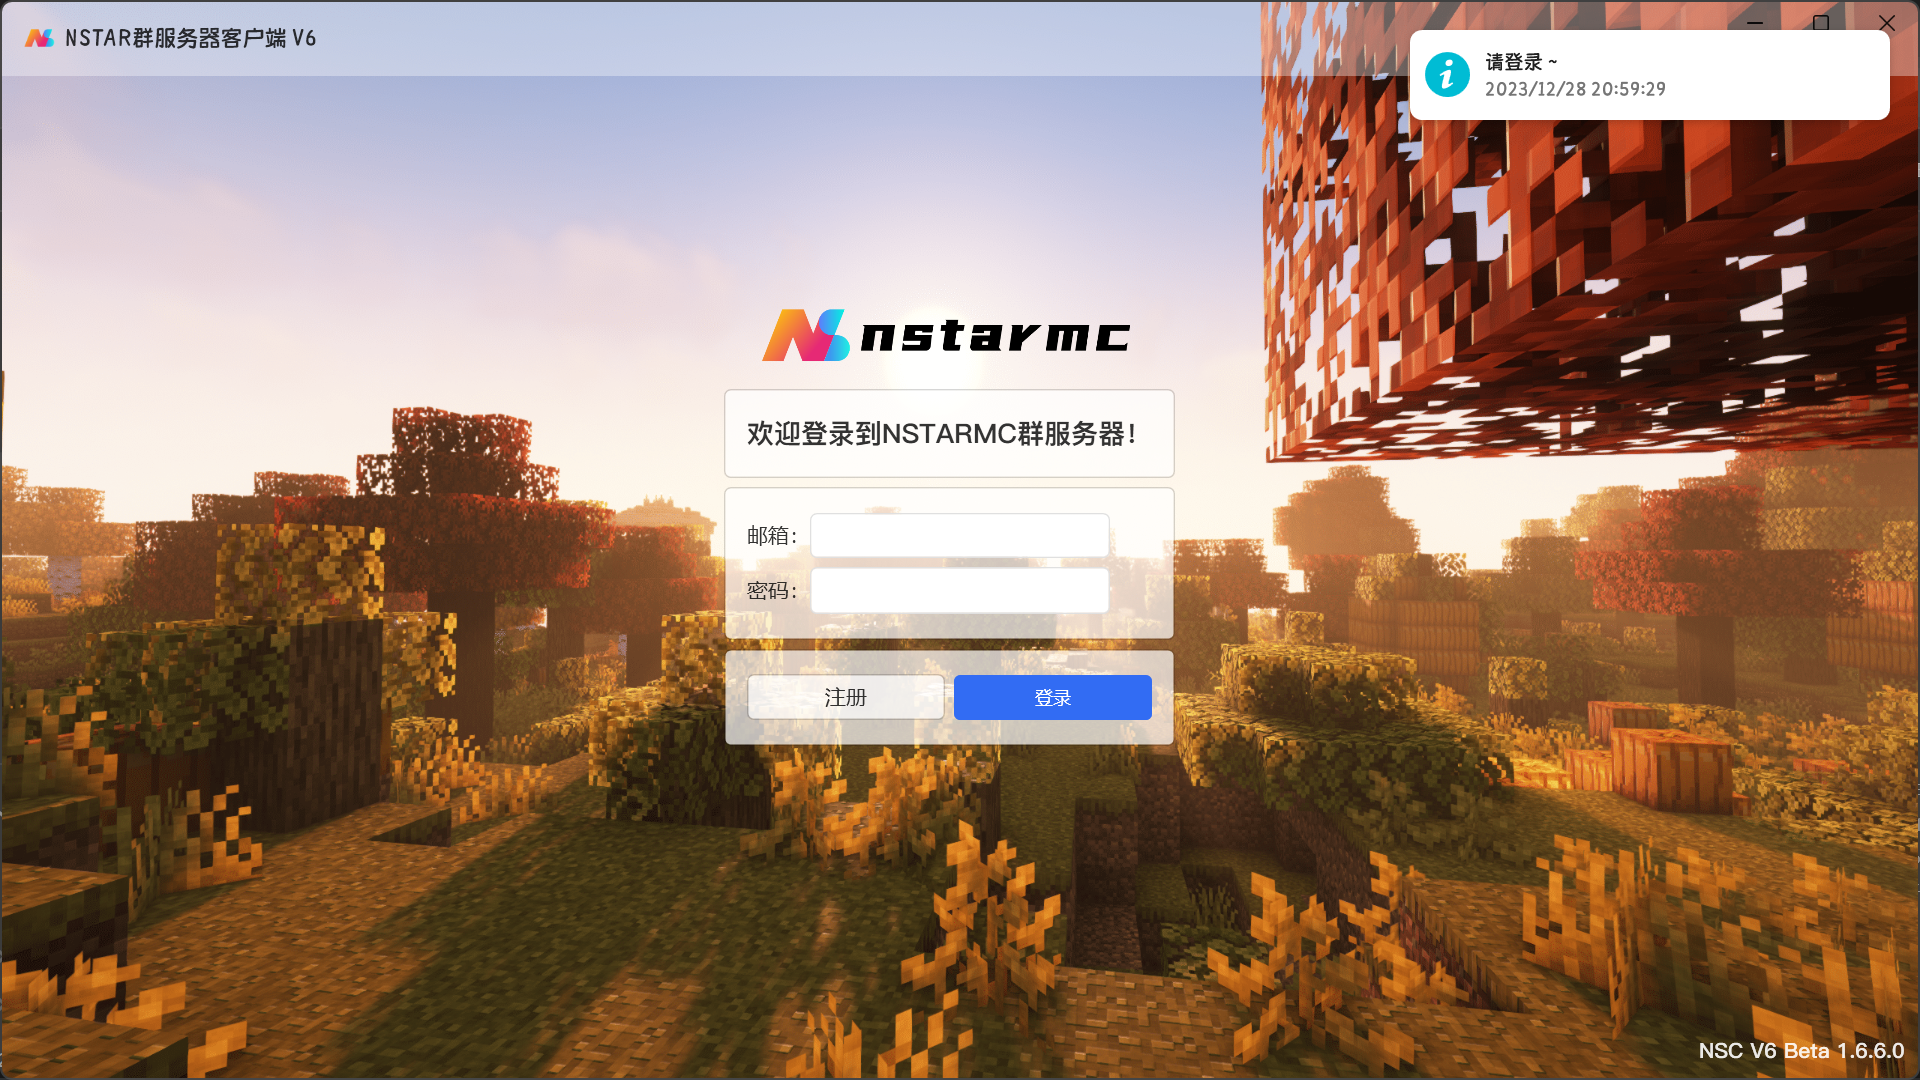 NSTAR群服务器客户端 V6
请登录 ~
2023/12/28 20:59:29
nstarmc
欢迎登录到NSTARMC群服务器！
邮箱：
密码：
注册
登录
NSC V6 Beta 1.6.6.0